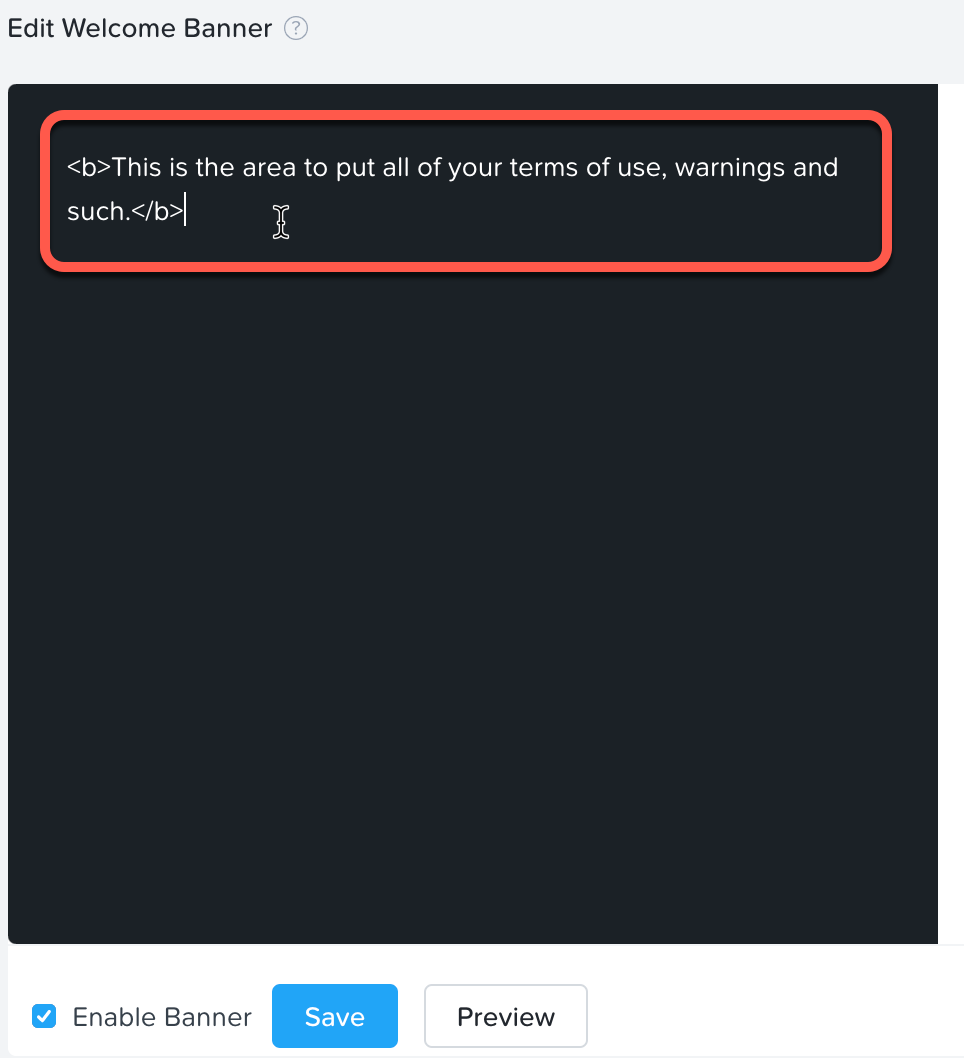 Edit Welcome Banner ?
<b>This is the area to put all of your terms of use, warnings and
such.</b>
Enable Banner Save Preview